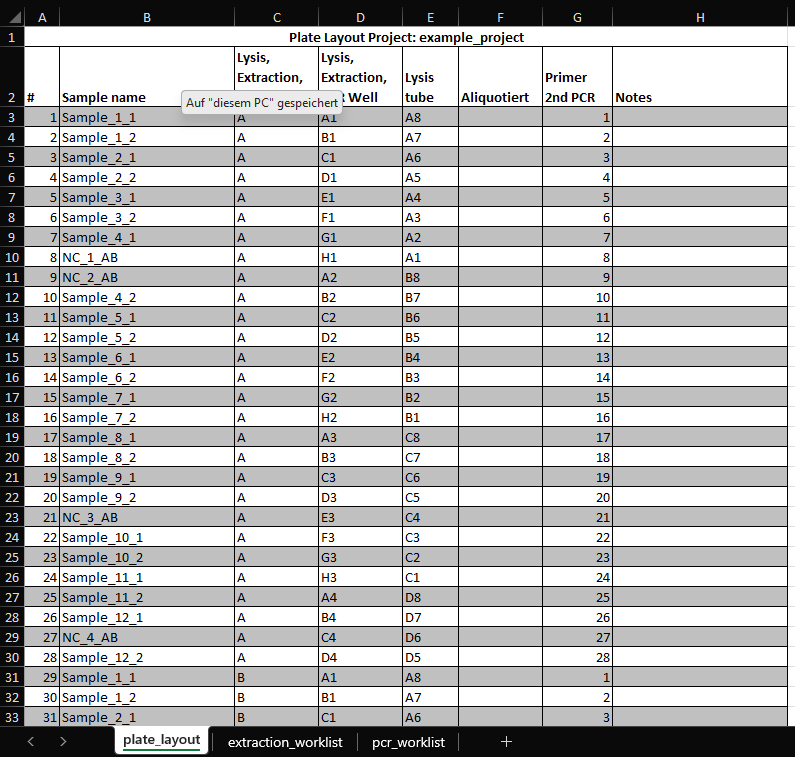 A B C D E F G H
1 Plate Layout Project: example_project
Lysis, Lysis,
Extraction, Extraction, Lysis Primer
2 # Sample name Well tube Aliquotiert 2nd PCR Notes
Auf "diesem PC" gespeichert
3 1 Sample_1_1 A A1 A8 1
4 2 Sample_1_2 A B1 A7 2
5 3 Sample_2_1 A C1 A6 3
6 4 Sample_2_2 A D1 A5 4
7 5 Sample_3_1 A E1 A4 5
8 6 Sample_3_2 A F1 A3 6
9 7 Sample_4_1 A G1 A2 7
10 8 NC_1_AB A H1 A1 8
11 9 NC_2_AB A A2 B8 9
12 10 Sample_4_2 A B2 B7 10
13 11 Sample_5_1 A C2 B6 11
14 12 Sample_5_2 A D2 B5 12
15 13 Sample_6_1 A E2 B4 13
16 14 Sample_6_2 A F2 B3 14
17 15 Sample_7_1 A G2 B2 15
18 16 Sample_7_2 A H2 B1 16
19 17 Sample_8_1 A A3 C8 17
20 18 Sample_8_2 A B3 C7 18
21 19 Sample_9_1 A C3 C6 19
22 20 Sample_9_2 A D3 C5 20
23 21 NC_3_AB A E3 C4 21
24 22 Sample_10_1 A F3 C3 22
25 23 Sample_10_2 A G3 C2 23
26 24 Sample_11_1 A H3 C1 24
27 25 Sample_11_2 A A4 D8 25
28 26 Sample_12_1 A B4 D7 26
29 27 NC_4_AB A C4 D6 27
30 28 Sample_12_2 A D4 D5 28
31 29 Sample_1_1 B A1 A8 1
32 30 Sample_1_2 B B1 A7 2
33 31 Sample_2_1 B C1 A6 3
plate_layout extraction_worklist pcr_worklist +